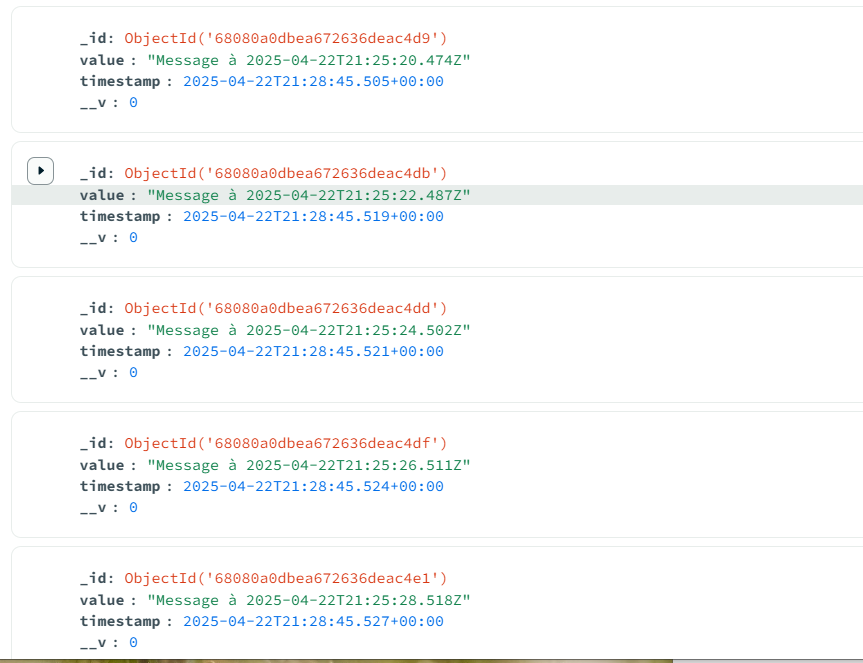 _id: ObjectId('68080a0dbea672636deac4d9')
value : "Message à 2025-04-22T21:25:20.474Z"
timestamp : 2025-04-22T21:28:45.505+00:00
__v : 0
_id: ObjectId('68080a0dbea672636deac4db')
value : "Message à 2025-04-22T21:25:22.487Z"
timestamp : 2025-04-22T21:28:45.519+00:00
__v : 0
_id: ObjectId('68080a0dbea672636deac4dd')
value : "Message à 2025-04-22T21:25:24.502Z"
timestamp : 2025-04-22T21:28:45.521+00:00
__v : 0
_id: ObjectId('68080a0dbea672636deac4df')
value : "Message à 2025-04-22T21:25:26.511Z"
timestamp : 2025-04-22T21:28:45.524+00:00
__v : 0
_id: ObjectId('68080a0dbea672636deac4e1')
value : "Message à 2025-04-22T21:25:28.518Z"
timestamp : 2025-04-22T21:28:45.527+00:00
__v : 0